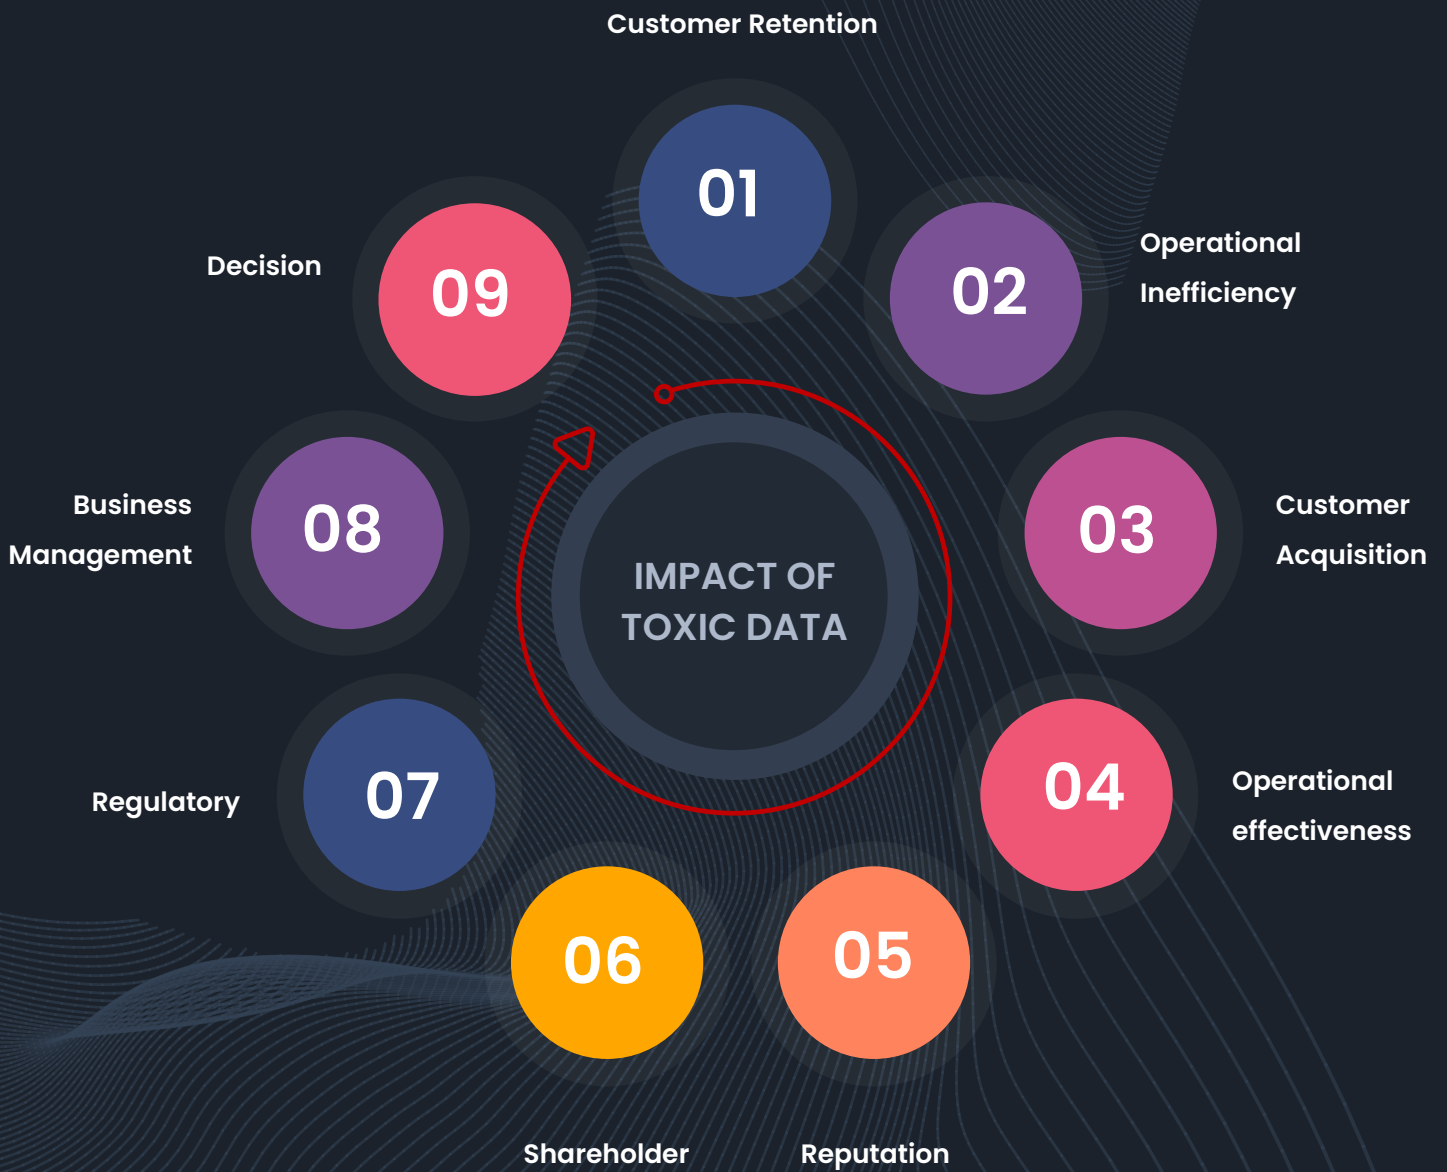 Customer Retention
01
02
Operational
Inefficiency
03
Customer
Acquisition
04
Operational
effectiveness
05
Reputation
06
Shareholder
07
Regulatory
08
Business
Management
09
Decision
IMPACT OF
TOXIC DATA